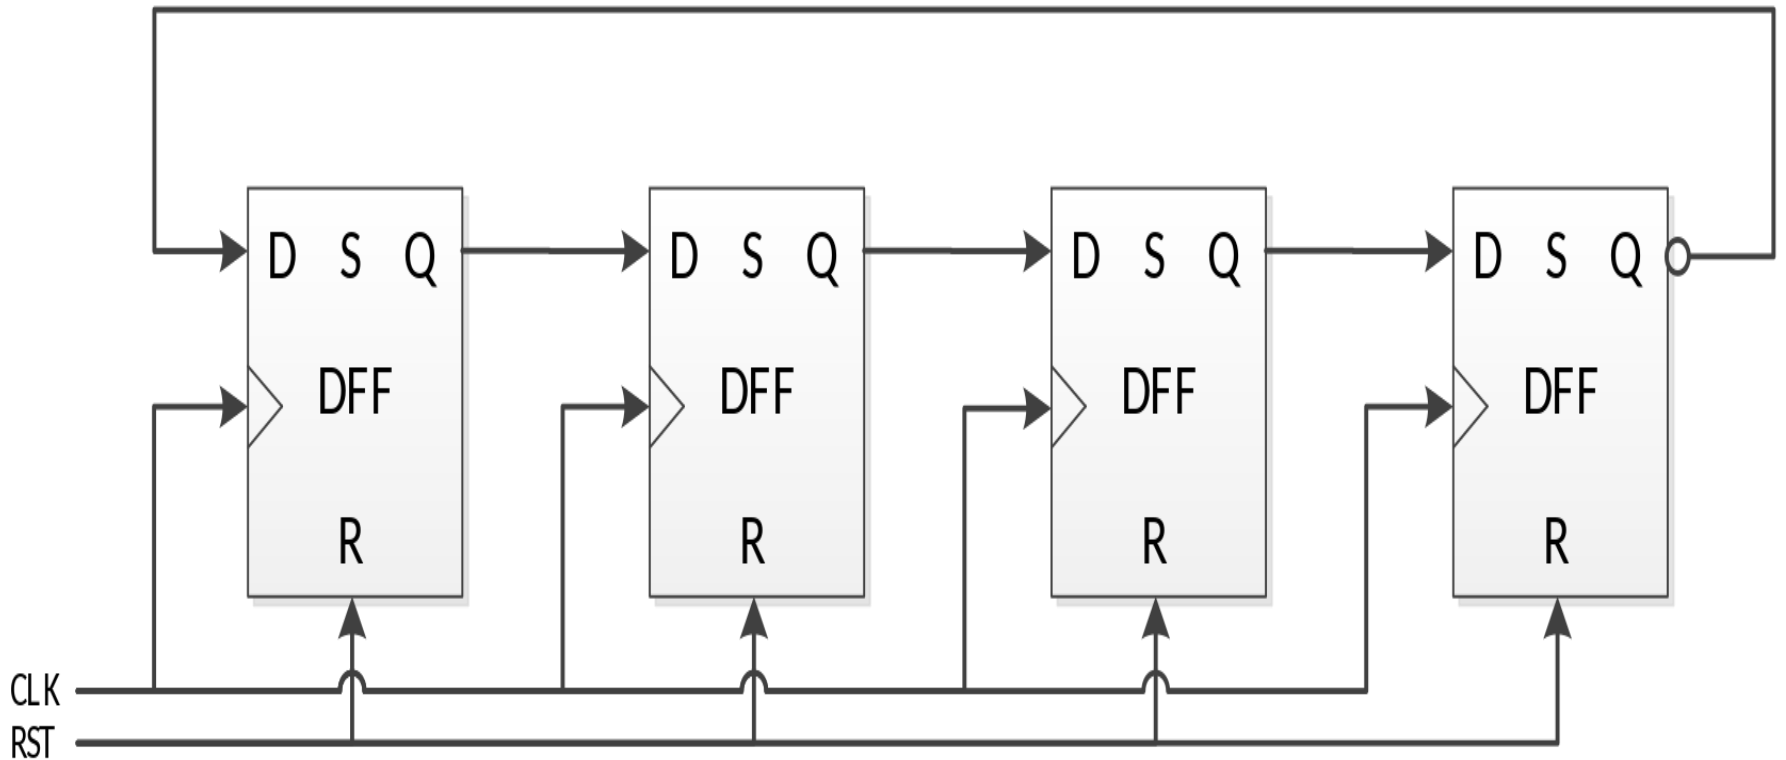 D S Q D S Q D S Q D S Q
DFF DFF DFF DFF
R R R R
CLK
RST